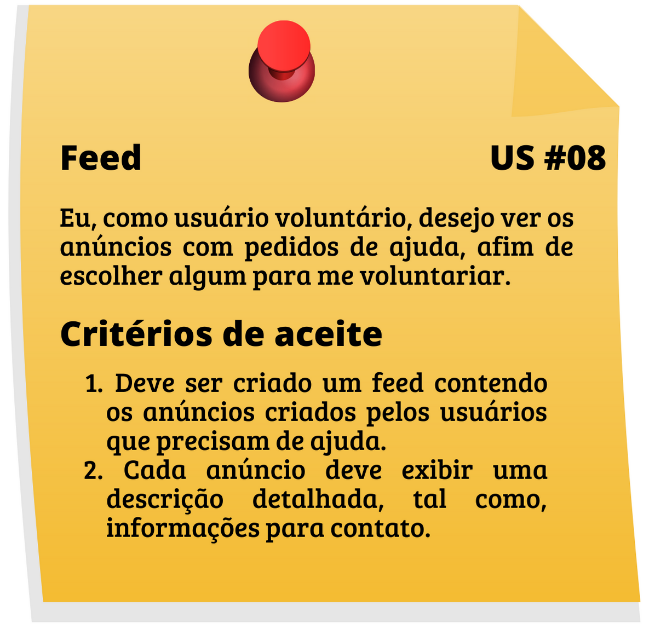 Feed US #08
Eu, como usuário voluntário, desejo ver os
anúncios com pedidos de ajuda, afim de
escolher algum para me voluntariar.
Critérios de aceite
1. Deve ser criado um feed contendo
os anúncios criados pelos usuários
que precisam de ajuda.
2. Cada anúncio deve exibir uma
descrição detalhada, tal como,
informações para contato.